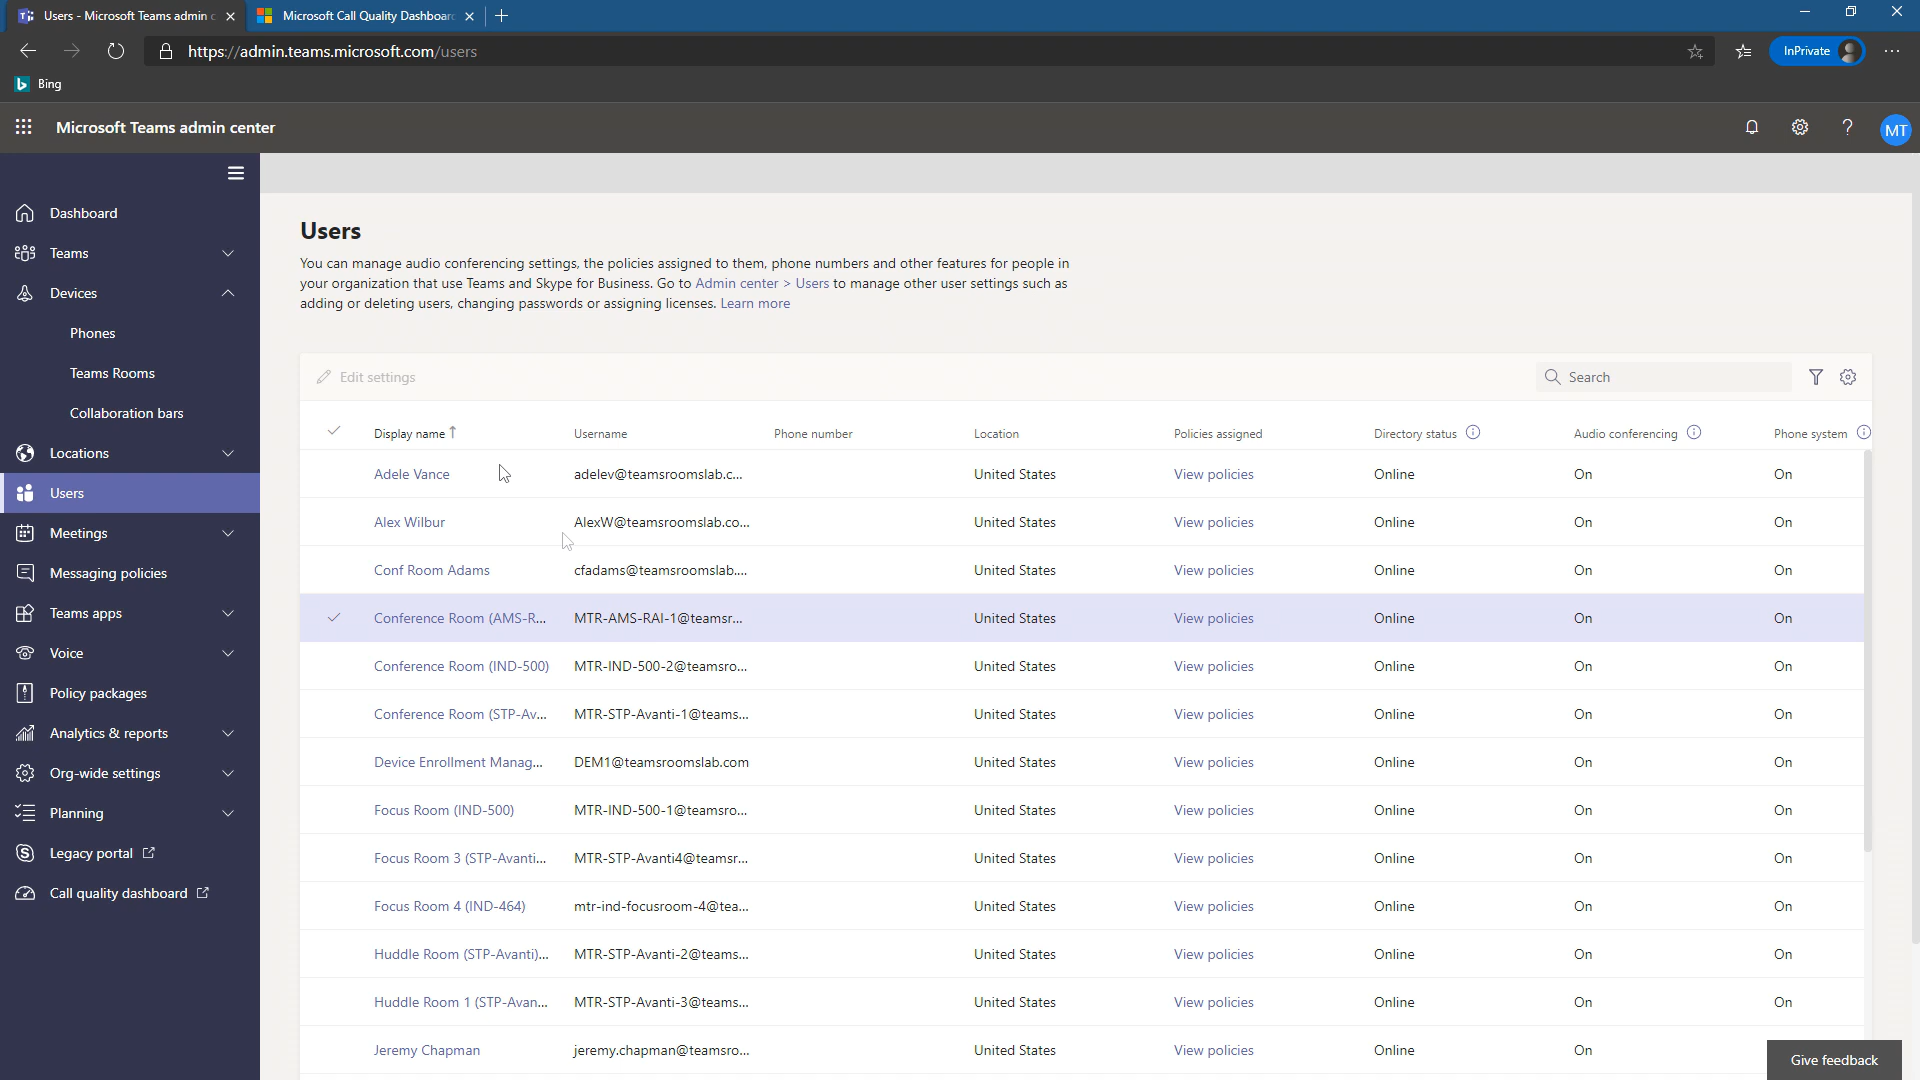 Users - Microsoft Teams admin c
Microsoft Call Quality Dashboard
https://admin.teams.microsoft.com/users
InPrivate
Bing
Microsoft Teams admin center
MT
Dashboard
Teams
Devices
Phones
Teams Rooms
Collaboration bars
Locations
Users
Meetings
Messaging policies
Teams apps
Voice
Policy packages
Analytics & reports
Org-wide settings
Planning
Legacy portal
Call quality dashboard
Users
You can manage audio conferencing settings, the policies assigned to them, phone numbers and other features for people in
your organization that use Teams and Skype for Business. Go to Admin center > Users to manage other user settings such as
adding or deleting users, changing passwords or assigning licenses. Learn more
Edit settings
Search
Display name Username Phone number Location Policies assigned Directory status Audio conferencing Phone system
Adele Vance adelev@teamsroomslab.c... United States View policies Online On On
Alex Wilbur AlexW@teamsroomslab.co... United States View policies Online On On
Conf Room Adams cfadams@teamsroomslab.... United States View policies Online On On
Conference Room (AMS-R... MTR-AMS-RAI-1@teamsr... United States View policies Online On On
Conference Room (IND-500) MTR-IND-500-2@teamsro... United States View policies Online On On
Conference Room (STP-Av... MTR-STP-Avanti-1@teams... United States View policies Online On On
Device Enrollment Manag... DEM1@teamsroomslab.com United States View policies Online On On
Focus Room (IND-500) MTR-IND-500-1@teamsro... United States View policies Online On On
Focus Room 3 (STP-Avanti... MTR-STP-Avanti4@teamsr... United States View policies Online On On
Focus Room 4 (IND-464) mtr-ind-focusroom-4@tea... United States View policies Online On On
Huddle Room (STP-Avanti)... MTR-STP-Avanti-2@teams... United States View policies Online On On
Huddle Room 1 (STP-Avan... MTR-STP-Avanti-3@teams... United States View policies Online On On
Jeremy Chapman jeremy.chapman@teamsro... United States View policies Online On
Give feedback